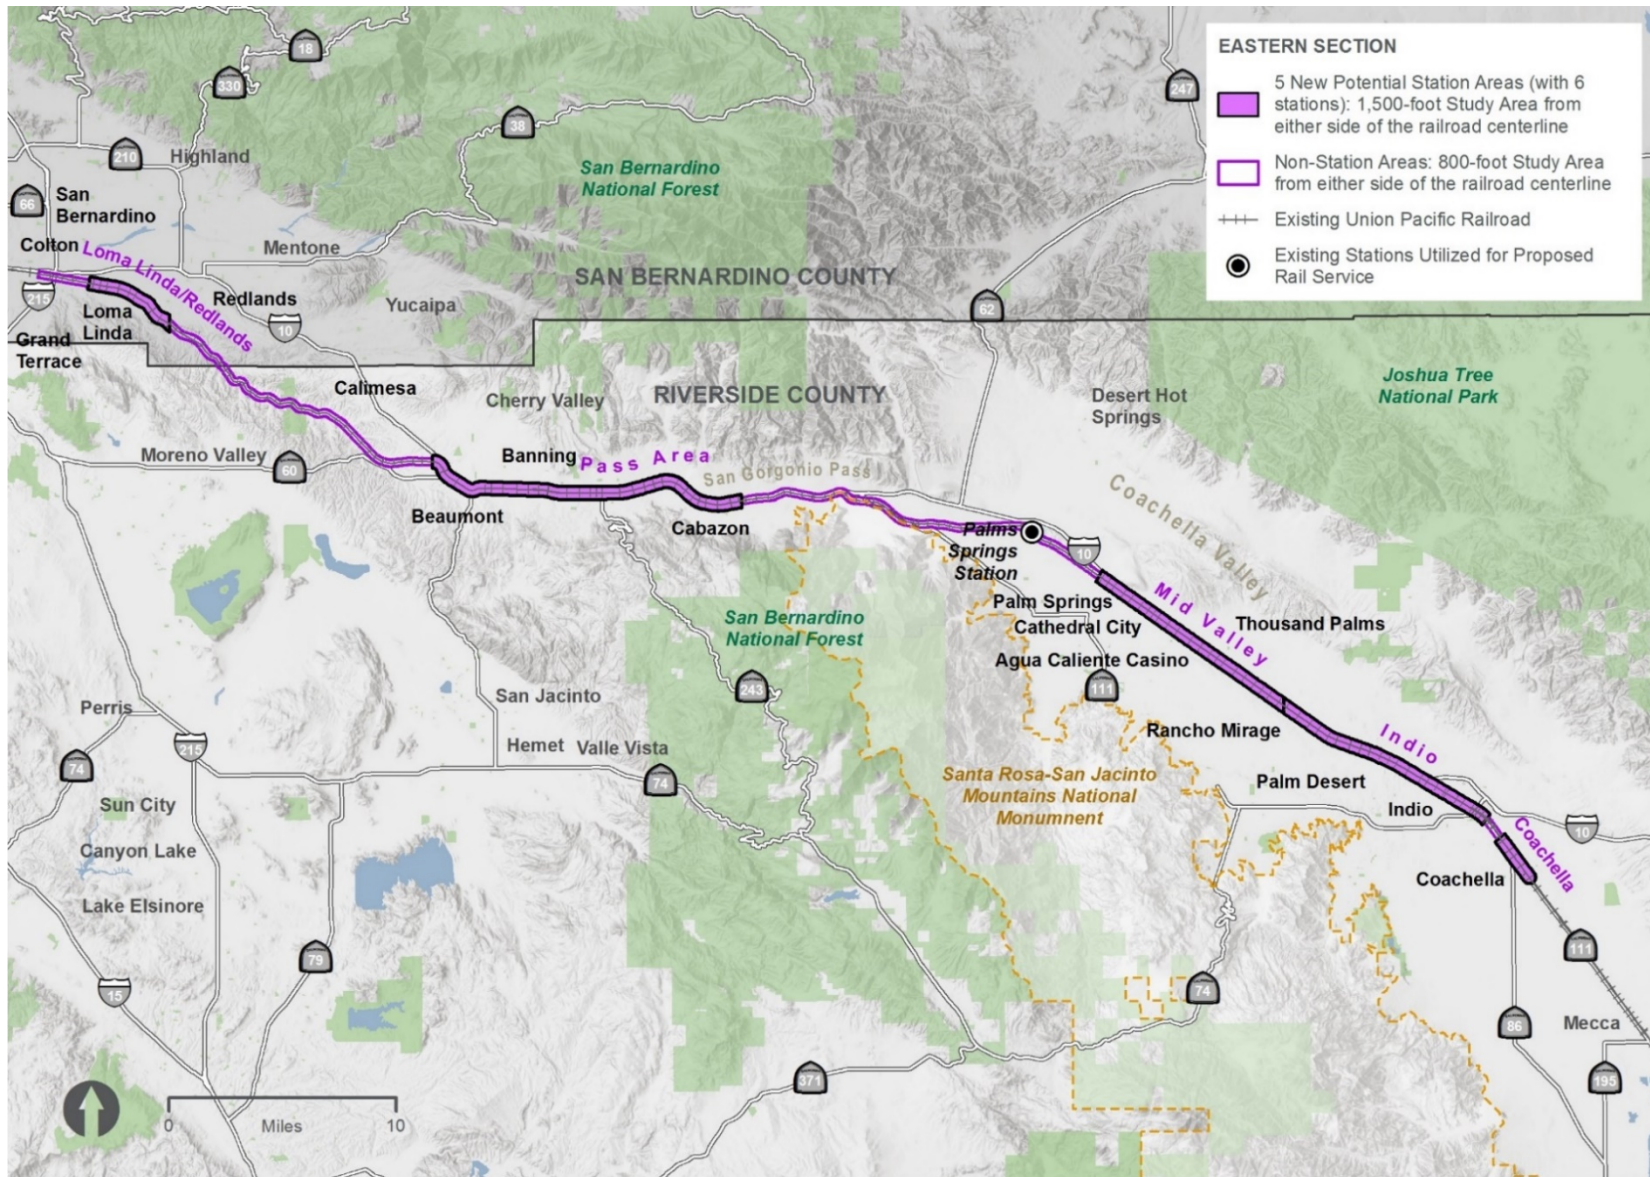 EASTERN SECTION
5 New Potential Station Areas (with 6
stations): 1,500-foot Study Area from
either side of the railroad centerline
Non-Station Areas: 800-foot Study Area
from either side of the railroad centerline
Existing Union Pacific Railroad
Existing Stations Utilized for Proposed
Rail Service
18
330
247
38
210
Highland
San Bernardino
National Forest
66
San
Bernardino
Colton
Loma Linda/Redlands
Mentone
SAN BERNARDINO COUNTY
215
Redlands
Yucaipa
62
Loma
Linda
10
Grand
Terrace
Calimesa
Cherry Valley
RIVERSIDE COUNTY
Desert Hot
Springs
Joshua Tree
National Park
Moreno Valley
60
Banning
Pass Area
San Gorgonio Pass
Coachella Valley
Beaumont
Cabazon
Palms
Springs
Station
10
Mid Valley
Palm Springs
Cathedral City
Thousand Palms
San Bernardino
National Forest
Agua Caliente Casino
243
111
San Jacinto
Perris
Rancho Mirage
Indio
215
Hemet
Valle Vista
74
74
Santa Rosa-San Jacinto
Mountains National
Monumnent
Palm Desert
Sun City
Indio
10
Coachella
Canyon Lake
Coachella
Lake Elsinore
111
79
15
74
86
Mecca
371
195
0
Miles
10